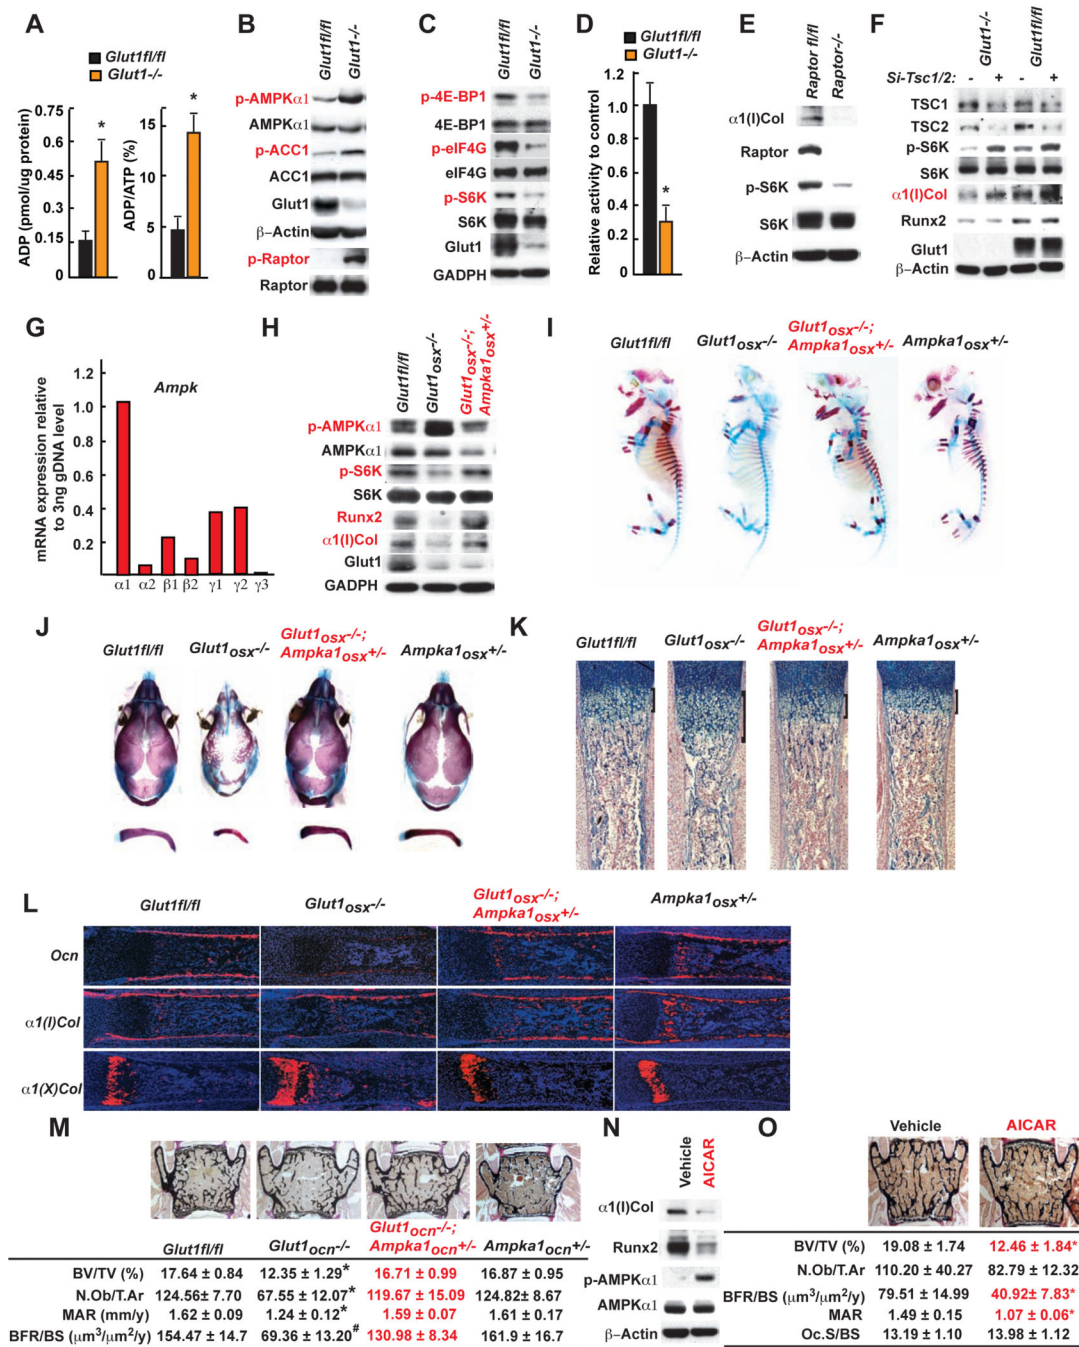 A
Glut1fl/fl
Glut1-/-
ADP (pmol/ug protein)
0.75
0.45
0.30
0.15
0
*
ADP/ATP (%)
15
10
5
0
*
B
Glut1fl/fl
Glut1-/-
p-AMPKα1
AMPKα1
p-ACC1
ACC1
Glut1
β-Actin
p-Raptor
Raptor
C
Glut1fl/fl
Glut1-/-
p-4E-BP1
4E-BP1
p-eIF4G
eIF4G
p-S6K
S6K
Glut1
GADPH
D
Glut1fl/fl
Glut1-/-
Relative activity to control
1.2
1.0
0.8
0.6
0.4
0.2
0
*
E
Raptor fl/fl
Raptor-/-
α1(I)Col
Raptor
p-S6K
S6K
β-Actin
F
Glut1-/-
Glut1fl/fl
Si-Tsc1/2: - + - +
TSC1
TSC2
p-S6K
S6K
α1(I)Col
Runx2
Glut1
β-Actin
G
mRNA expression relative
to 3ng gDNA level
Ampk
1.2
1.0
0.8
0.6
0.4
0.2
α1 α2 β1 β2 γ1 γ2 γ3
H
Glut1fl/fl
Glut1osx-/-
Glut1osx-/-;
Ampka1osx+/-
p-AMPKα1
AMPKα1
p-S6K
S6K
Runx2
α1(I)Col
Glut1
GADPH
I
Glut1fl/fl
Glut1osx-/-
Glut1osx-/-;
Ampka1osx+/-
Ampka1osx+/-
J
Glut1fl/fl
Glut1osx-/-
Glut1osx-/-;
Ampka1osx+/-
Ampka1osx+/-
K
Glut1fl/fl
Glut1osx-/-
Glut1osx-/-;
Ampka1osx+/-
Ampka1osx+/-
L
Glut1fl/fl
Glut1osx-/-
Glut1osx-/-;
Ampka1osx+/-
Ampka1osx+/-
Ocn
α1(I)Col
α1(X)Col
M
Glut1fl/fl
Glut1ocn-/-
Glut1ocn-/-;
Ampka1ocn+/-
Ampka1ocn+/-
BV/TV (%) 17.64 ± 0.84 12.35 ± 1.29* 16.71 ± 0.99 16.87 ± 0.95
N.Ob/T.Ar 124.56± 7.70 67.55 ± 12.07* 119.67 ± 15.09 124.82± 8.67
MAR (mm/y) 1.62 ± 0.09 1.24 ± 0.12* 1.59 ± 0.07 1.61 ± 0.17
BFR/BS (µm3/µm2/y) 154.47 ± 14.7 69.36 ± 13.20# 130.98 ± 8.34 161.9 ± 16.7
N
Vehicle
AICAR
α1(I)Col
Runx2
p-AMPKα1
AMPKα1
β-Actin
O
Vehicle
AICAR
BV/TV (%) 19.08 ± 1.74 12.46 ± 1.84*
N.Ob/T.Ar 110.20 ± 40.27 82.79 ± 12.32
BFR/BS (µm3/µm2/y) 79.51 ± 14.99 40.92± 7.83*
MAR 1.49 ± 0.15 1.07 ± 0.06*
Oc.S/BS 13.19 ± 1.10 13.98 ± 1.12